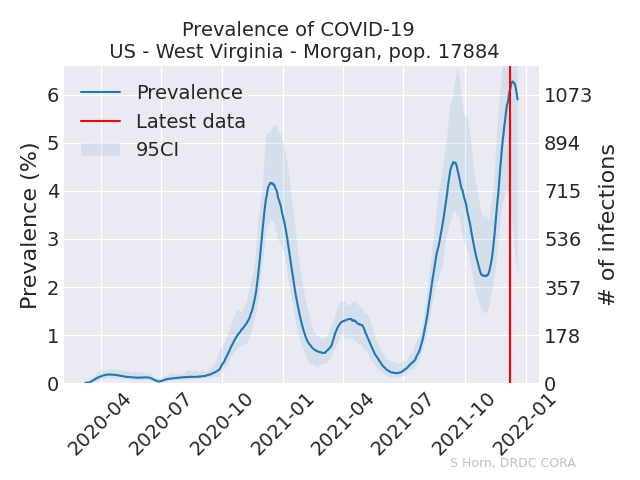 Prevalence of COVID-19
US - West Virginia - Morgan, pop. 17884
Prevalence
Latest data
95CI
Prevalence (%)
6
5
4
3
2
1
0
1073
894
715
536
357
178
0
# of infections
2020-04
2020-07
2020-10
2021-01
2021-04
2021-07
2021-10
2022-01
S Horn, DRDC CORA